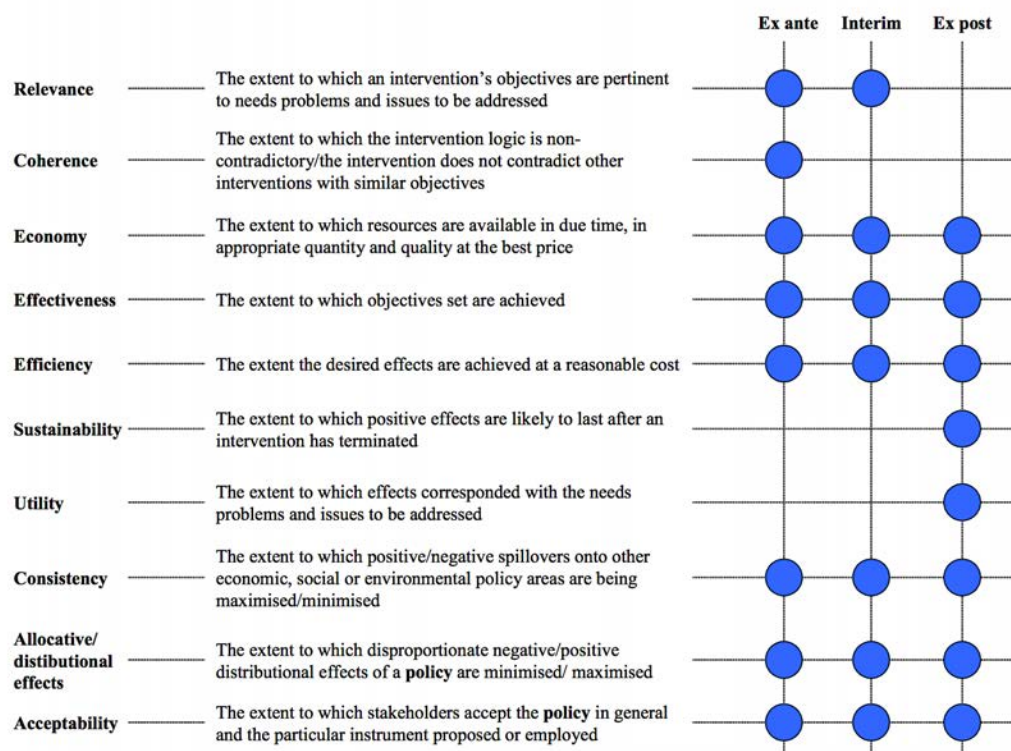 Ex ante Interim Ex post
Relevance
The extent to which an intervention's objectives are pertinent
to needs problems and issues to be addressed
Coherence
The extent to which the intervention logic is non-
contradictory/the intervention does not contradict other
interventions with similar objectives
Economy
The extent to which resources are available in due time, in
appropriate quantity and quality at the best price
Effectiveness
The extent to which objectives set are achieved
Efficiency
The extent the desired effects are achieved at a reasonable cost
Sustainability
The extent to which positive effects are likely to last after an
intervention has terminated
Utility
The extent to which effects corresponded with the needs
problems and issues to be addressed
Consistency
The extent to which positive/negative spillovers onto other
economic, social or environmental policy areas are being
maximised/minimised
Allocative/
distibutional
effects
The extent to which disproportionate negative/positive
distributional effects of a policy are minimised/ maximised
Acceptability
The extent to which stakeholders accept the policy in general
and the particular instrument proposed or employed